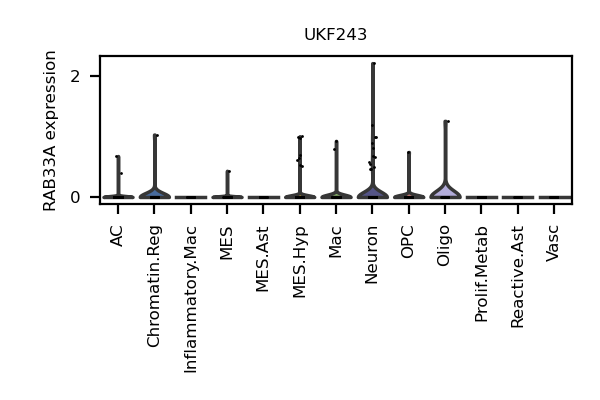 UKF243
RAB33A expression
2
0
AC
Chromatin.Reg
Inflammatory.Mac
MES
MES.Ast
MES.Hyp
Mac
Neuron
OPC
Oligo
Prolif.Metab
Reactive.Ast
Vasc